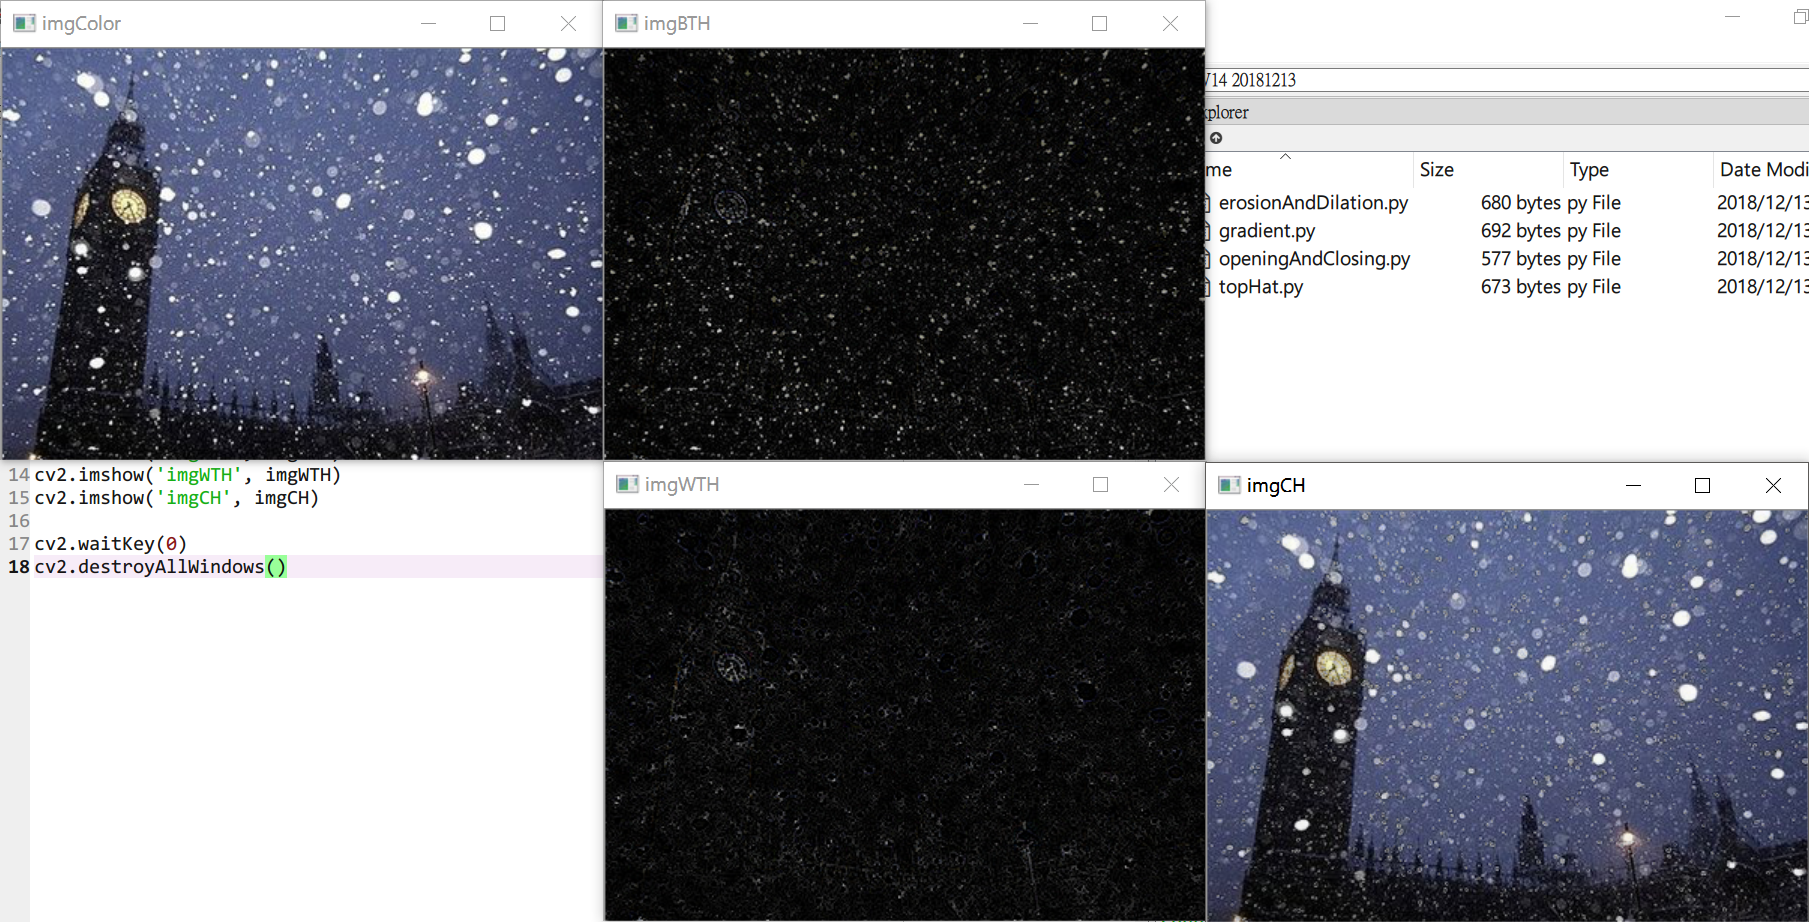 imgColor
imgBTH
V14 20181213
xplorer
me Size Type Date Modi
erosionAndDilation.py 680 bytes py File 2018/12/13
gradient.py 692 bytes py File 2018/12/13
openingAndClosing.py 577 bytes py File 2018/12/13
topHat.py 673 bytes py File 2018/12/13
14 cv2.imshow('imgWTH', imgWTH)
15 cv2.imshow('imgCH', imgCH)
16
17 cv2.waitKey(0)
18 cv2.destroyAllWindows()
imgWTH
imgCH